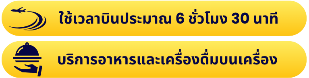 ใช้เวลาบินประมาณ 6 ชั่วโมง 30 นาที
บริการอาหารและเครื่องดื่มบนเครื่อง